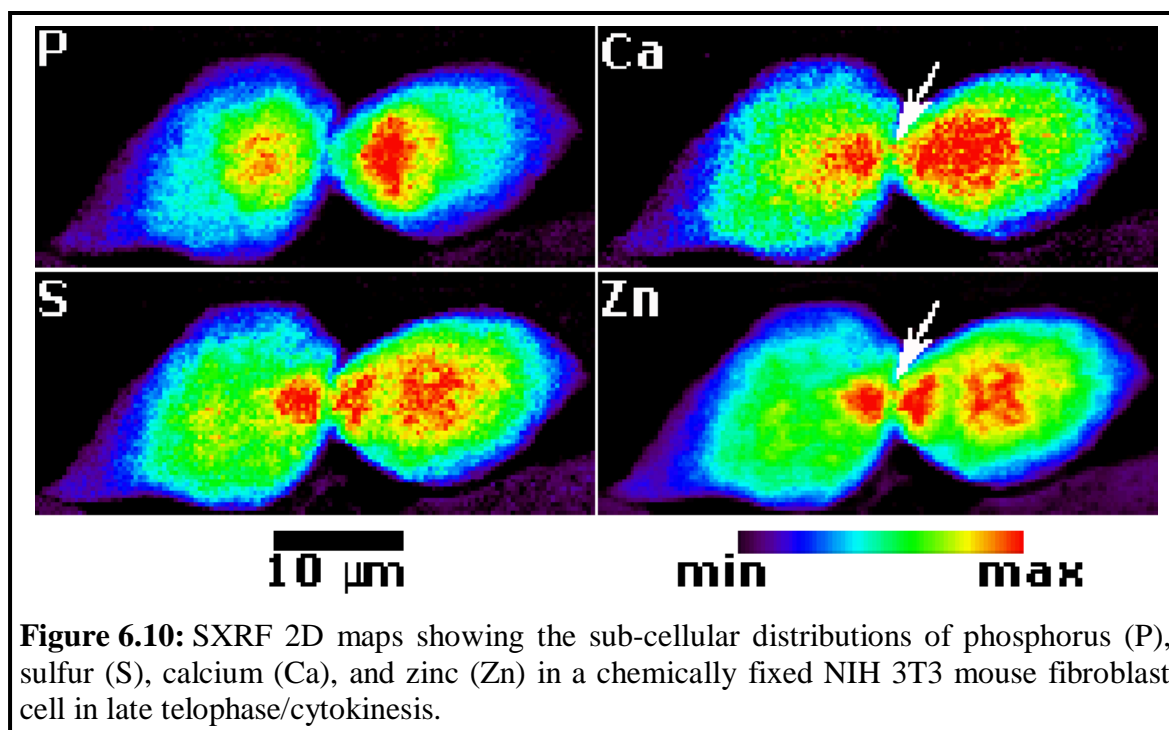 P
Ca
S
Zn
10 µm
min max
Figure 6.10: SXRF 2D maps showing the sub-cellular distributions of phosphorus (P),
sulfur (S), calcium (Ca), and zinc (Zn) in a chemically fixed NIH 3T3 mouse fibroblast
cell in late telophase/cytokinesis.